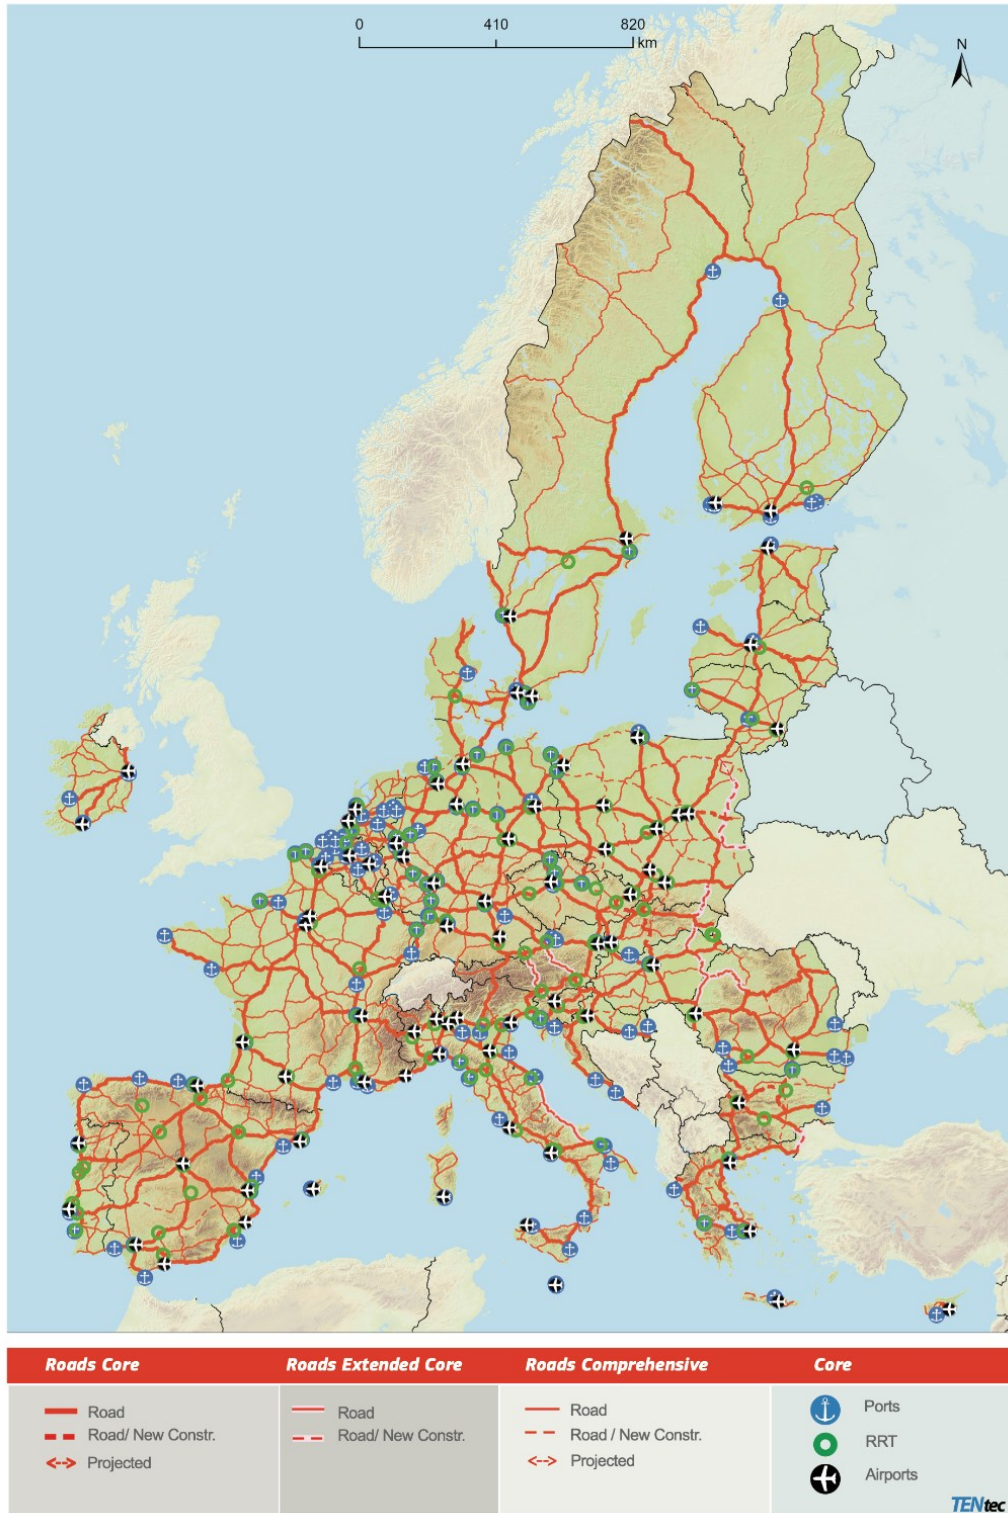 0 410 820
km
N
Roads Core
Road
Road/ New Constr.
Projected
Roads Extended Core
Road
Road/ New Constr.
Roads Comprehensive
Road
Road / New Constr.
Projected
Core
Ports
RRT
Airports
TENtec